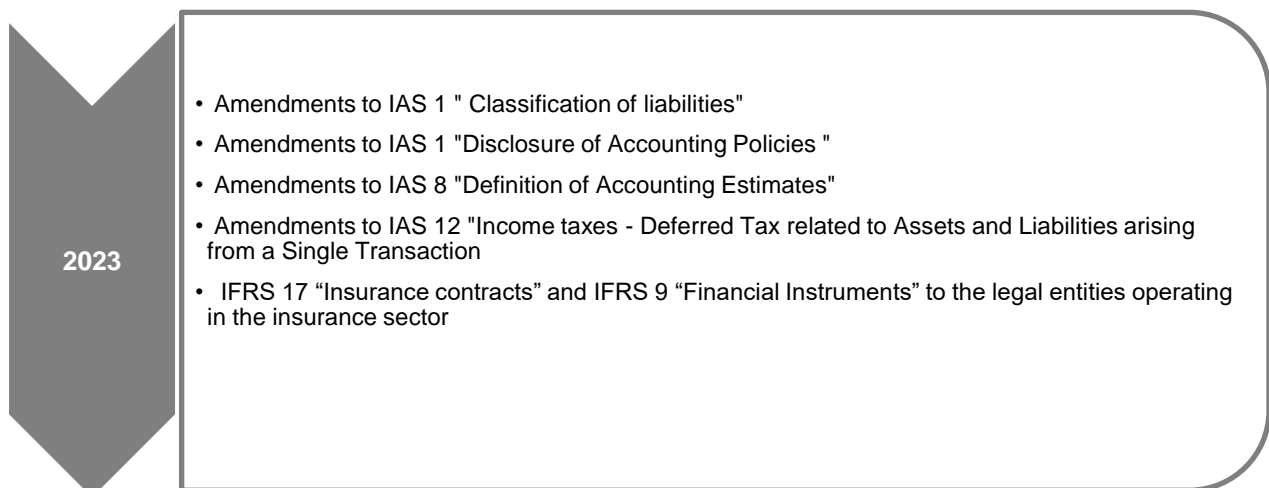 2023
• Amendments to IAS 1 " Classification of liabilities"
• Amendments to IAS 1 "Disclosure of Accounting Policies "
• Amendments to IAS 8 "Definition of Accounting Estimates"
• Amendments to IAS 12 "Income taxes - Deferred Tax related to Assets and Liabilities arising
from a Single Transaction
• IFRS 17 “Insurance contracts” and IFRS 9 “Financial Instruments” to the legal entities operating
in the insurance sector